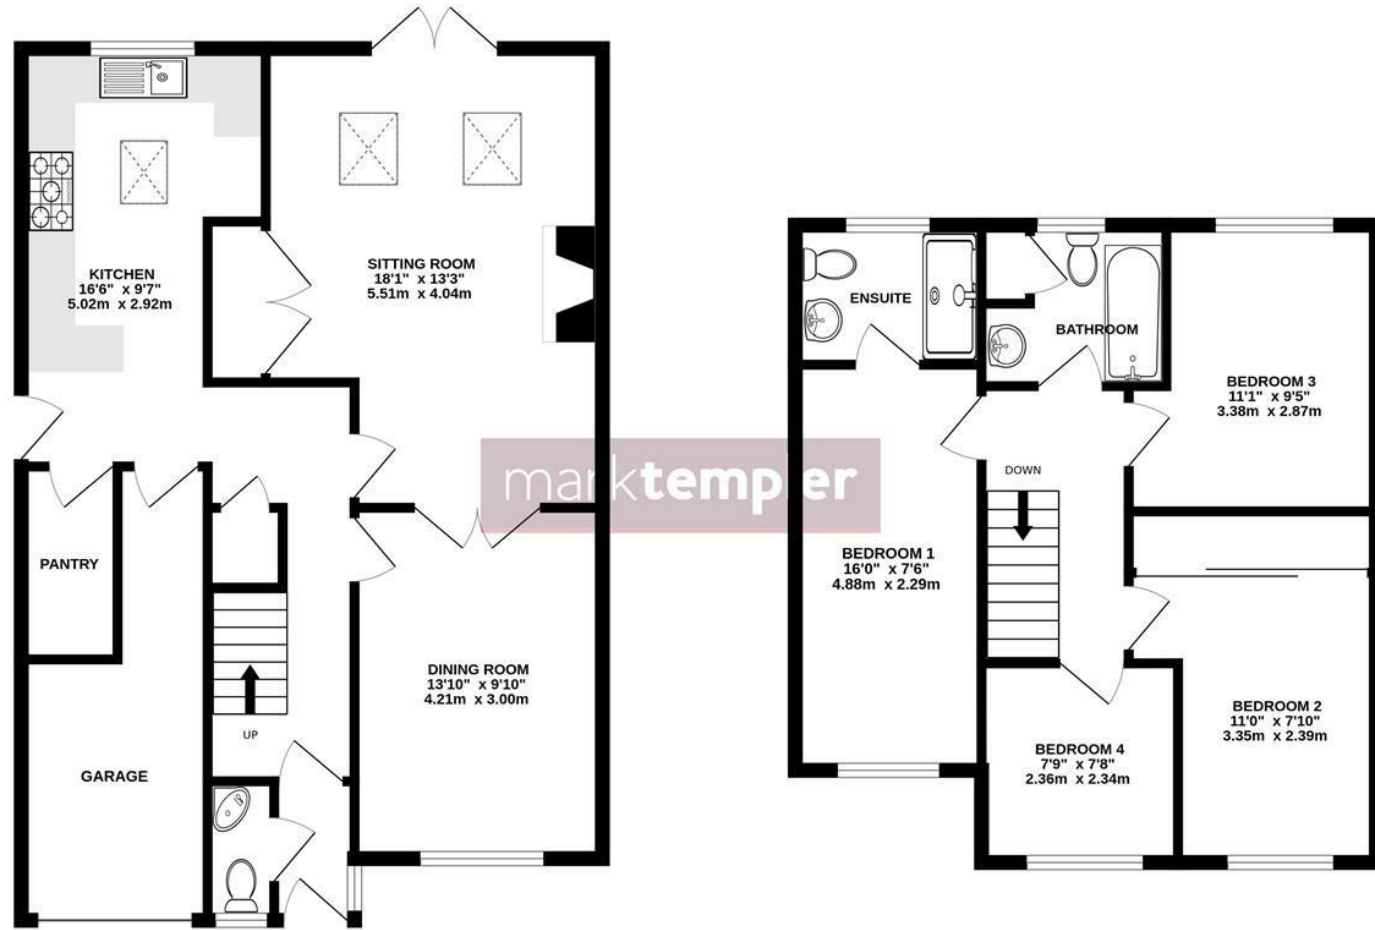 KITCHEN
16'6" x 9'7"
5.02m x 2.92m
SITTING ROOM
18'1" x 13'3"
5.51m x 4.04m
PANTRY
GARAGE
UP
DINING ROOM
13'10" x 9'10"
4.21m x 3.00m
marktempler
ENSUITE
BATHROOM
BEDROOM 3
11'1" x 9'5"
3.38m x 2.87m
DOWN
BEDROOM 1
16'0" x 7'6"
4.88m x 2.29m
BEDROOM 2
11'0" x 7'10"
3.35m x 2.39m
BEDROOM 4
7'9" x 7'8"
2.36m x 2.34m